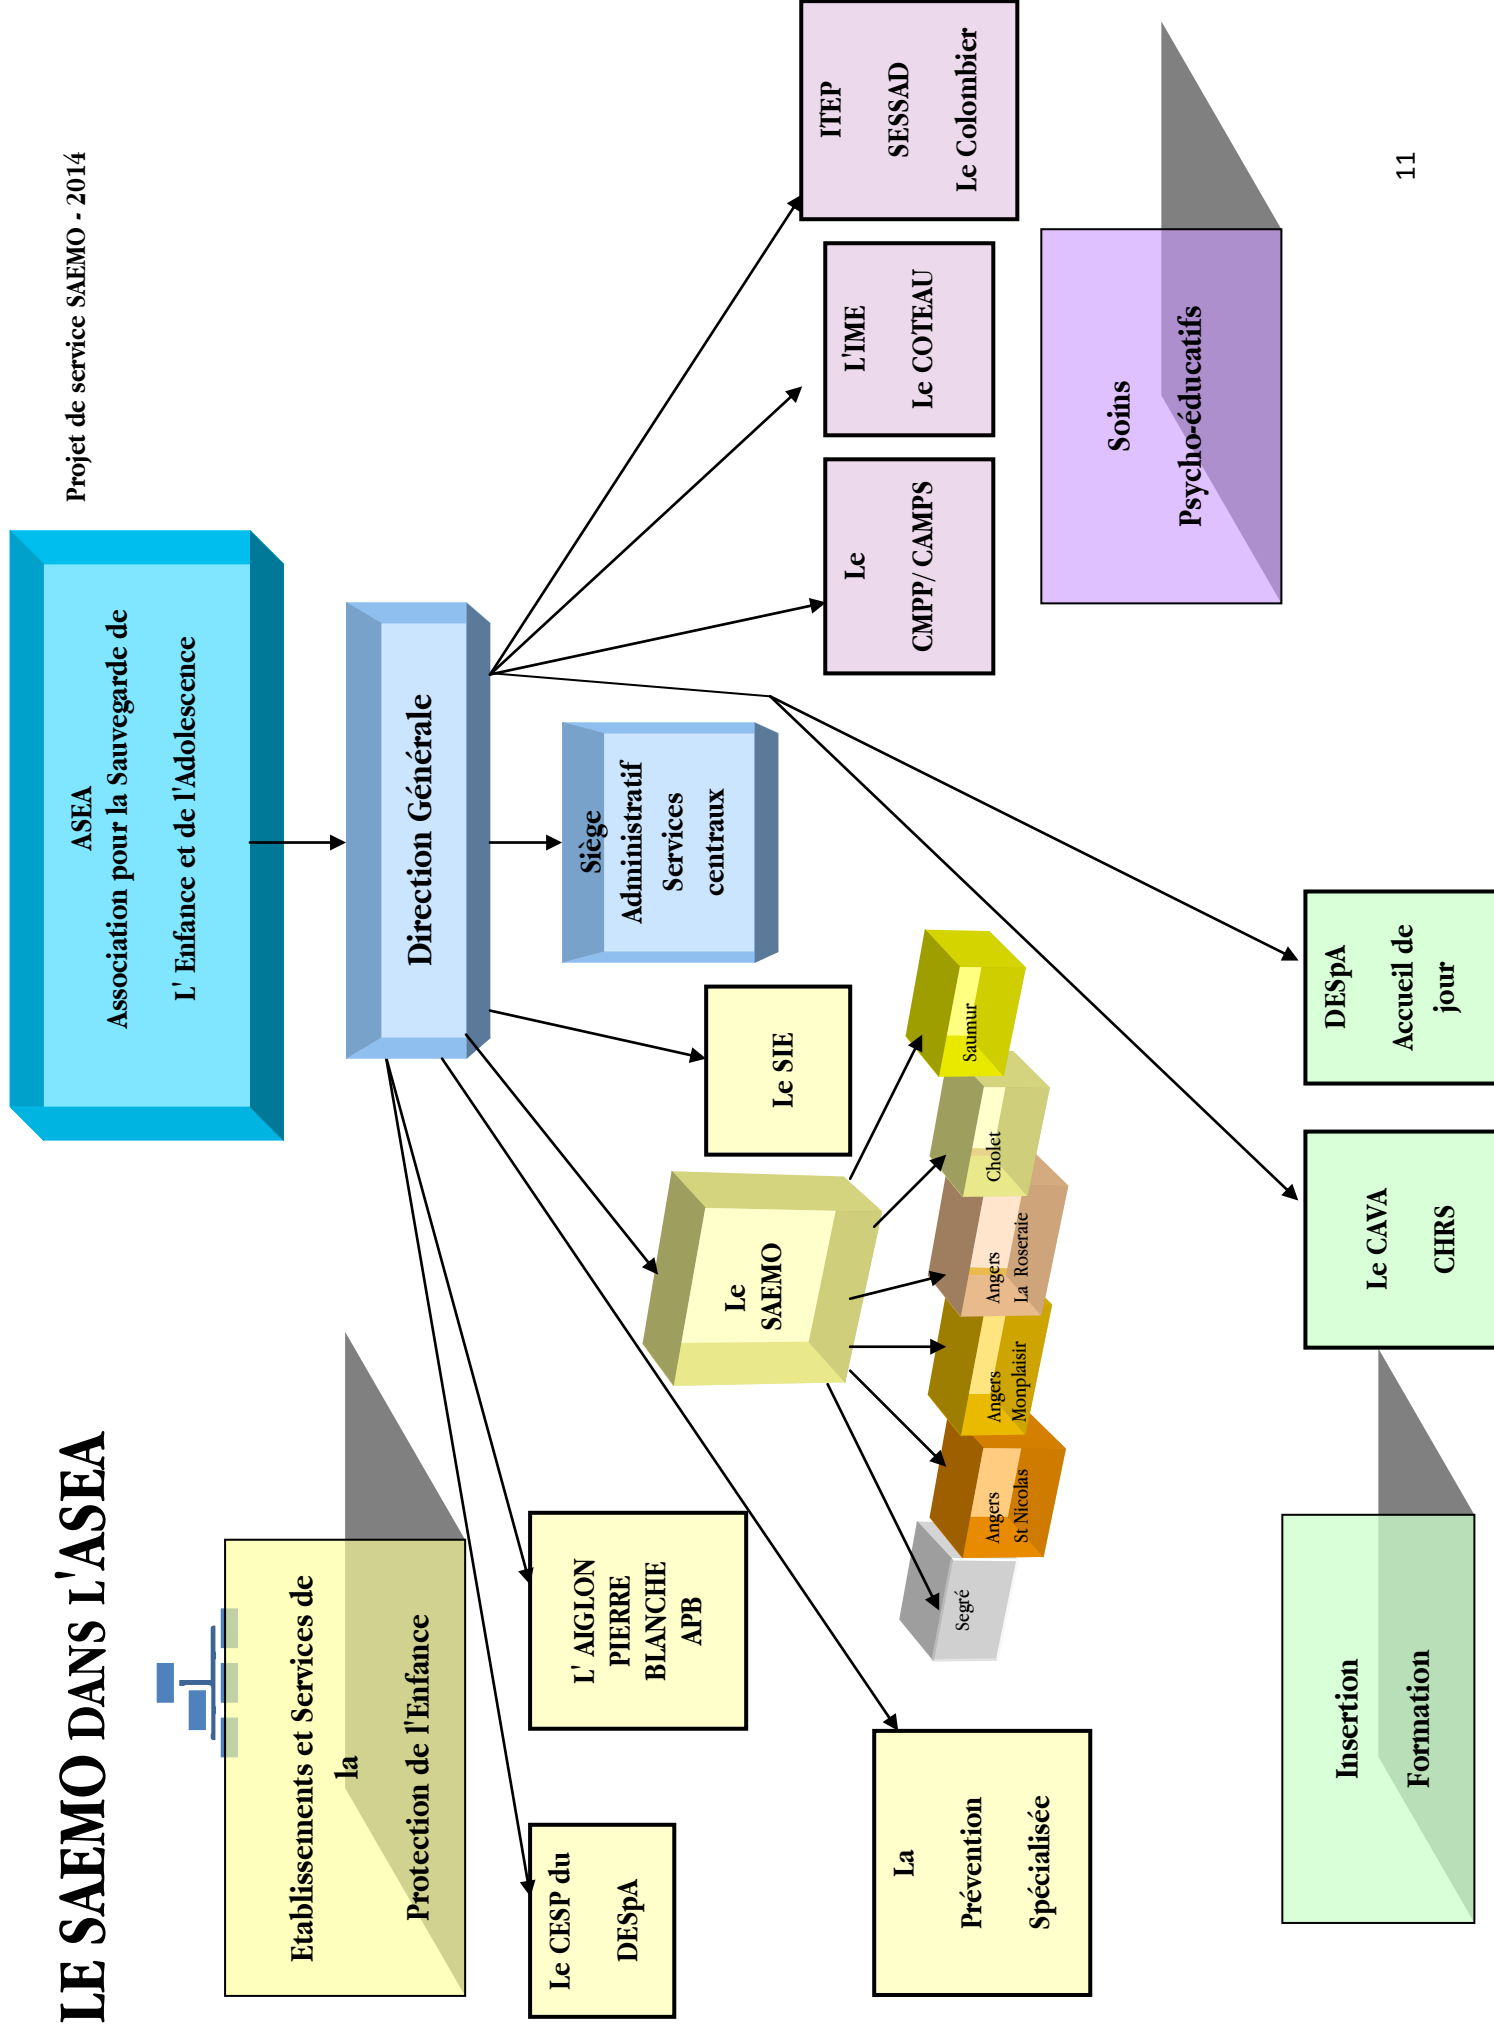 Projet de service SAEMO - 2014
LE SAEMO DANS L'ASEA
ASEA
Association pour la Sauvegarde de
L' Enfance et de l'Adolescence
Etablissements et Services de
la
Protection de l'Enfance
Direction Générale
Siège
Administratif
Services
centraux
Le CESP du
DESpA
L' AIGLON
PIERRE
BLANCHE
APB
Le SIE
Le
SAEMO
La
Prévention
Spécialisée
Segré
Angers
St Nicolas
Angers
Monplaisir
Angers
La Roseraie
Cholet
Saumur
Le
CMPP/ CAMPS
L'IME
Le COTEAU
ITEP
SESSAD
Le Colombier
Soins
Psycho-éducatifs
Insertion
Formation
Le CAVA
CHRS
DESpA
Accueil de
jour
11